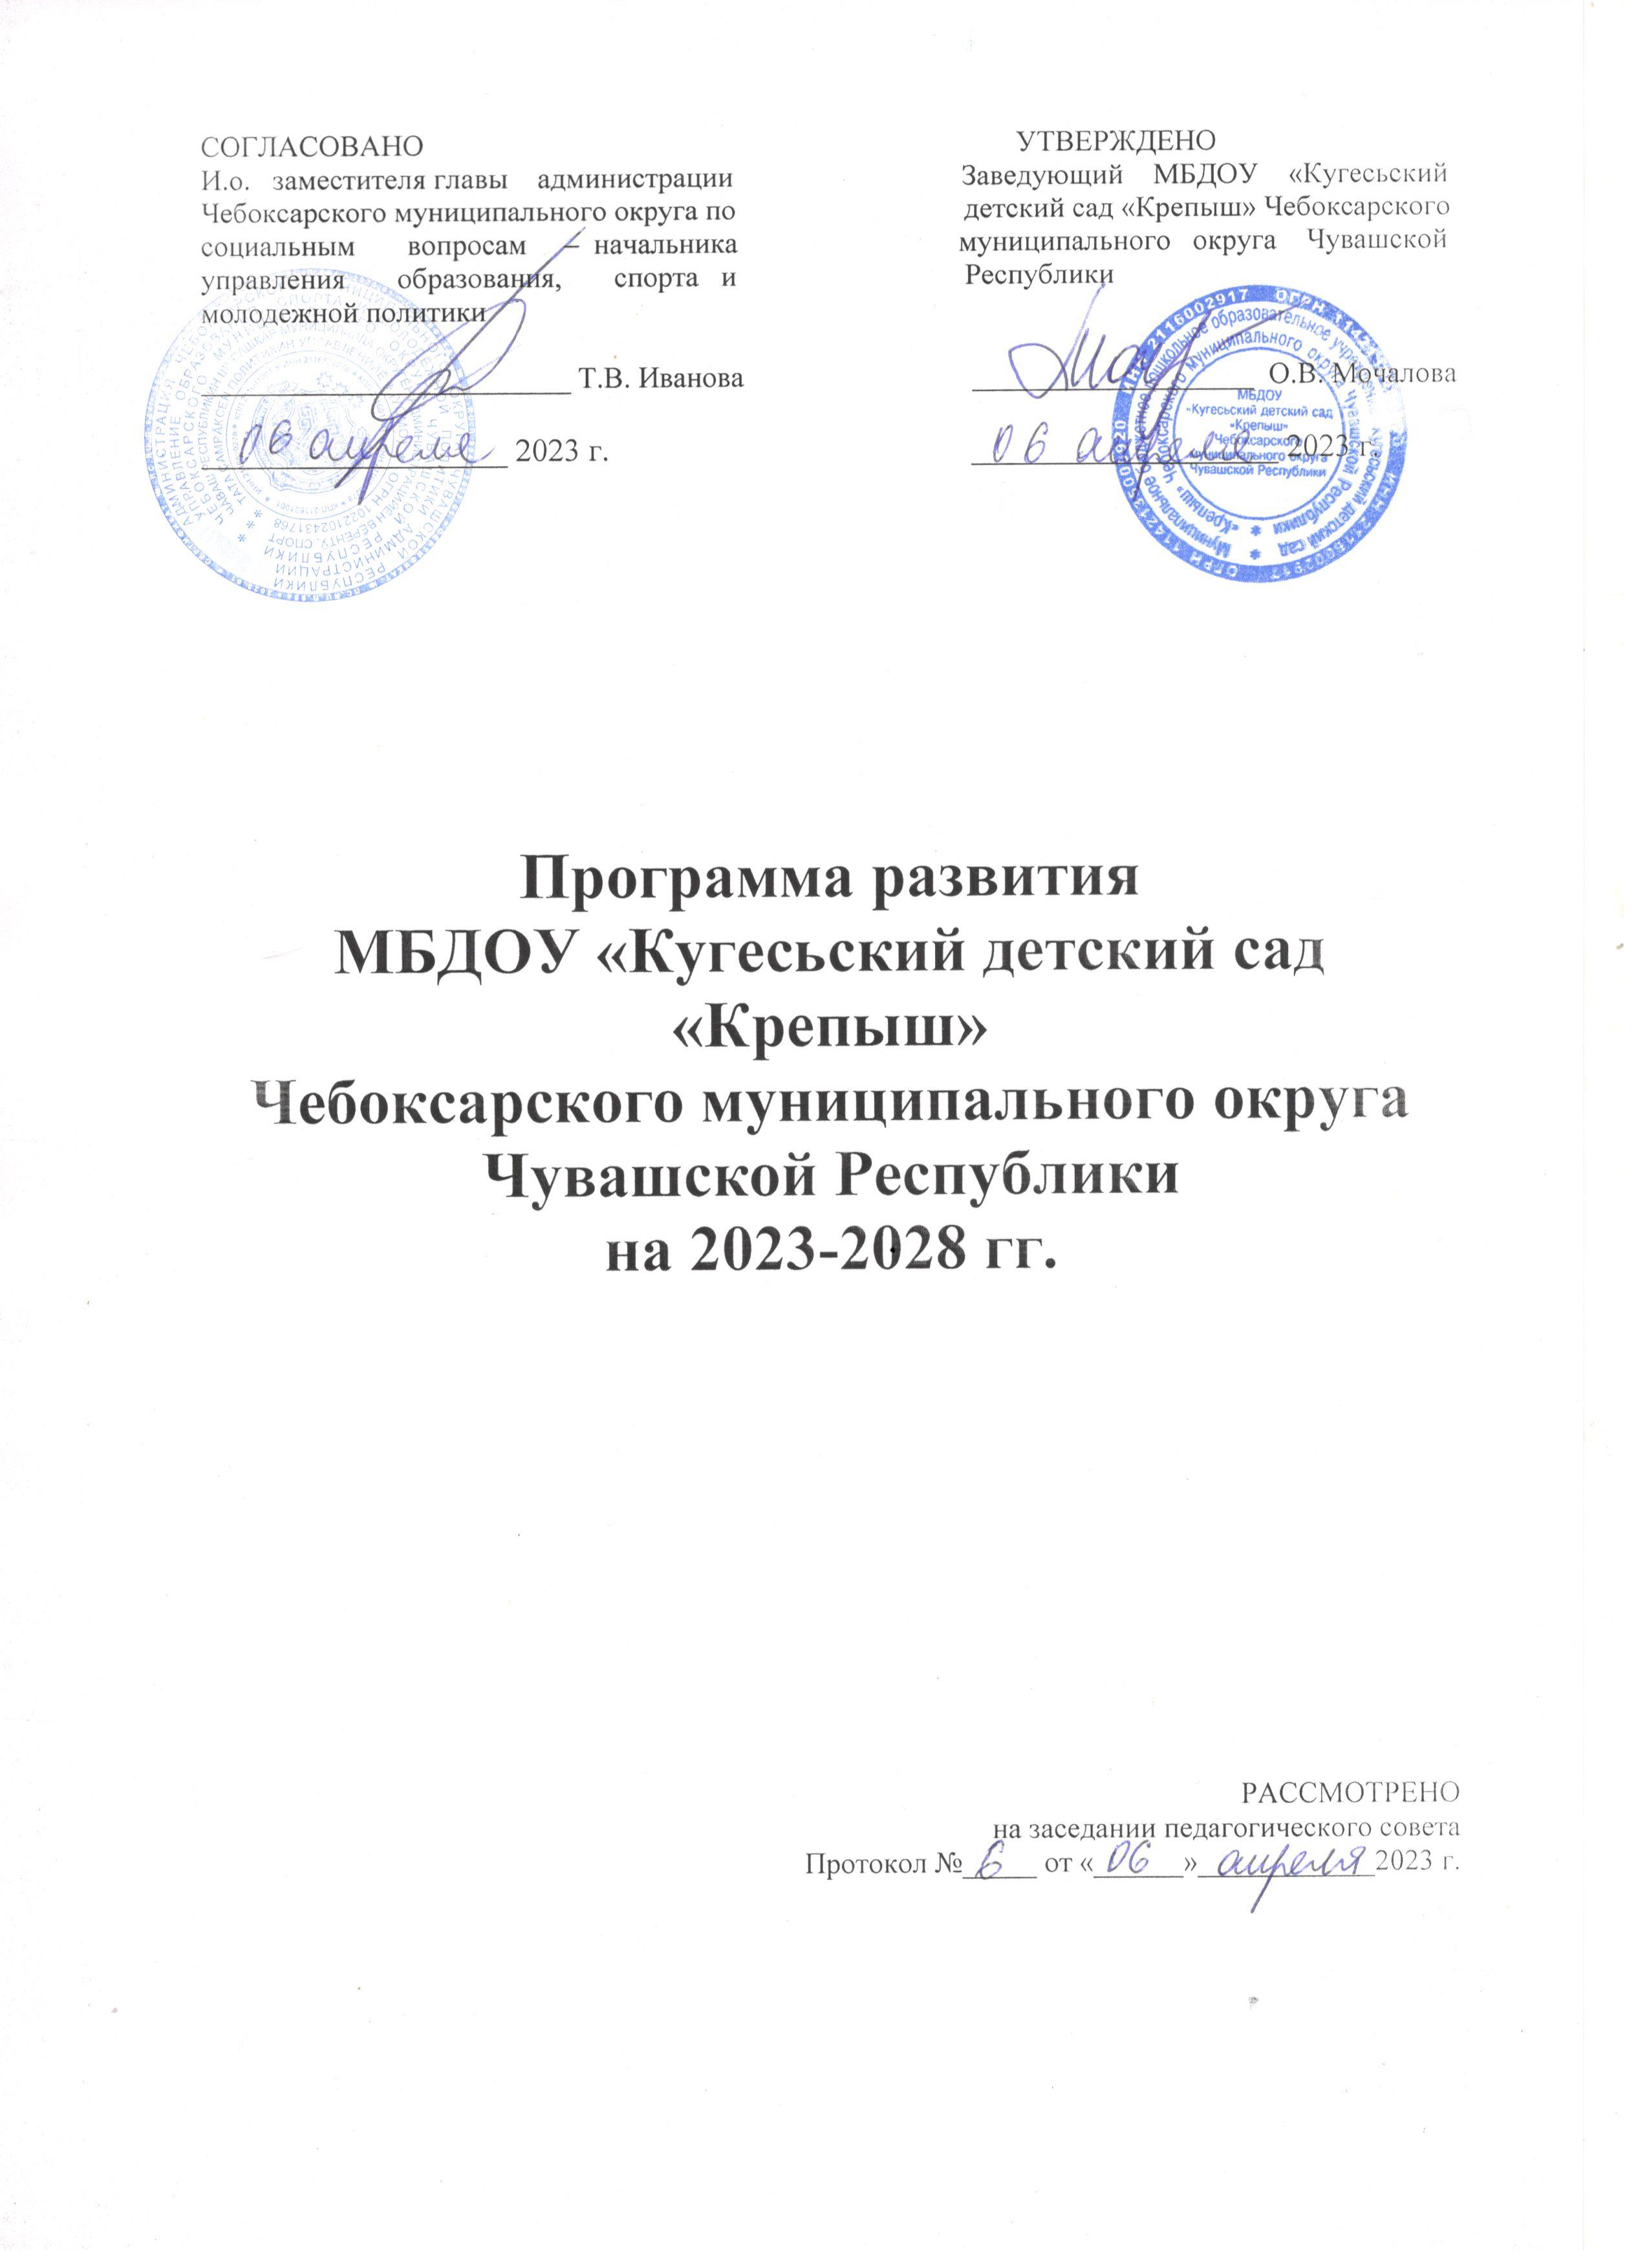 СОГЛАСОВАНО
И.о. заместителя главы администрации
Чебоксарского муниципального округа по
социальным вопросам – начальника
управления образования, спорта и
молодежной политики
Т.В. Иванова
06 апреля 2023 г.
УТВЕРЖДЕНО
Заведующий МБДОУ «Кугесьский
детский сад «Крепыш» Чебоксарского
муниципального округа Чувашской
Республики
О.В. Мочалова
06 апреля 2023 г.
МБДОУ
«Кугесьский детский сад
«Крепыш»
Чебоксарского
муниципального округа
Чувашской Республики
Программа развития
МБДОУ «Кугесьский детский сад
«Крепыш»
Чебоксарского муниципального округа
Чувашской Республики
на 2023-2028 гг.
РАССМОТРЕНО
на заседании педагогического совета
Протокол № 6 от « 06 » апреля 2023 г.